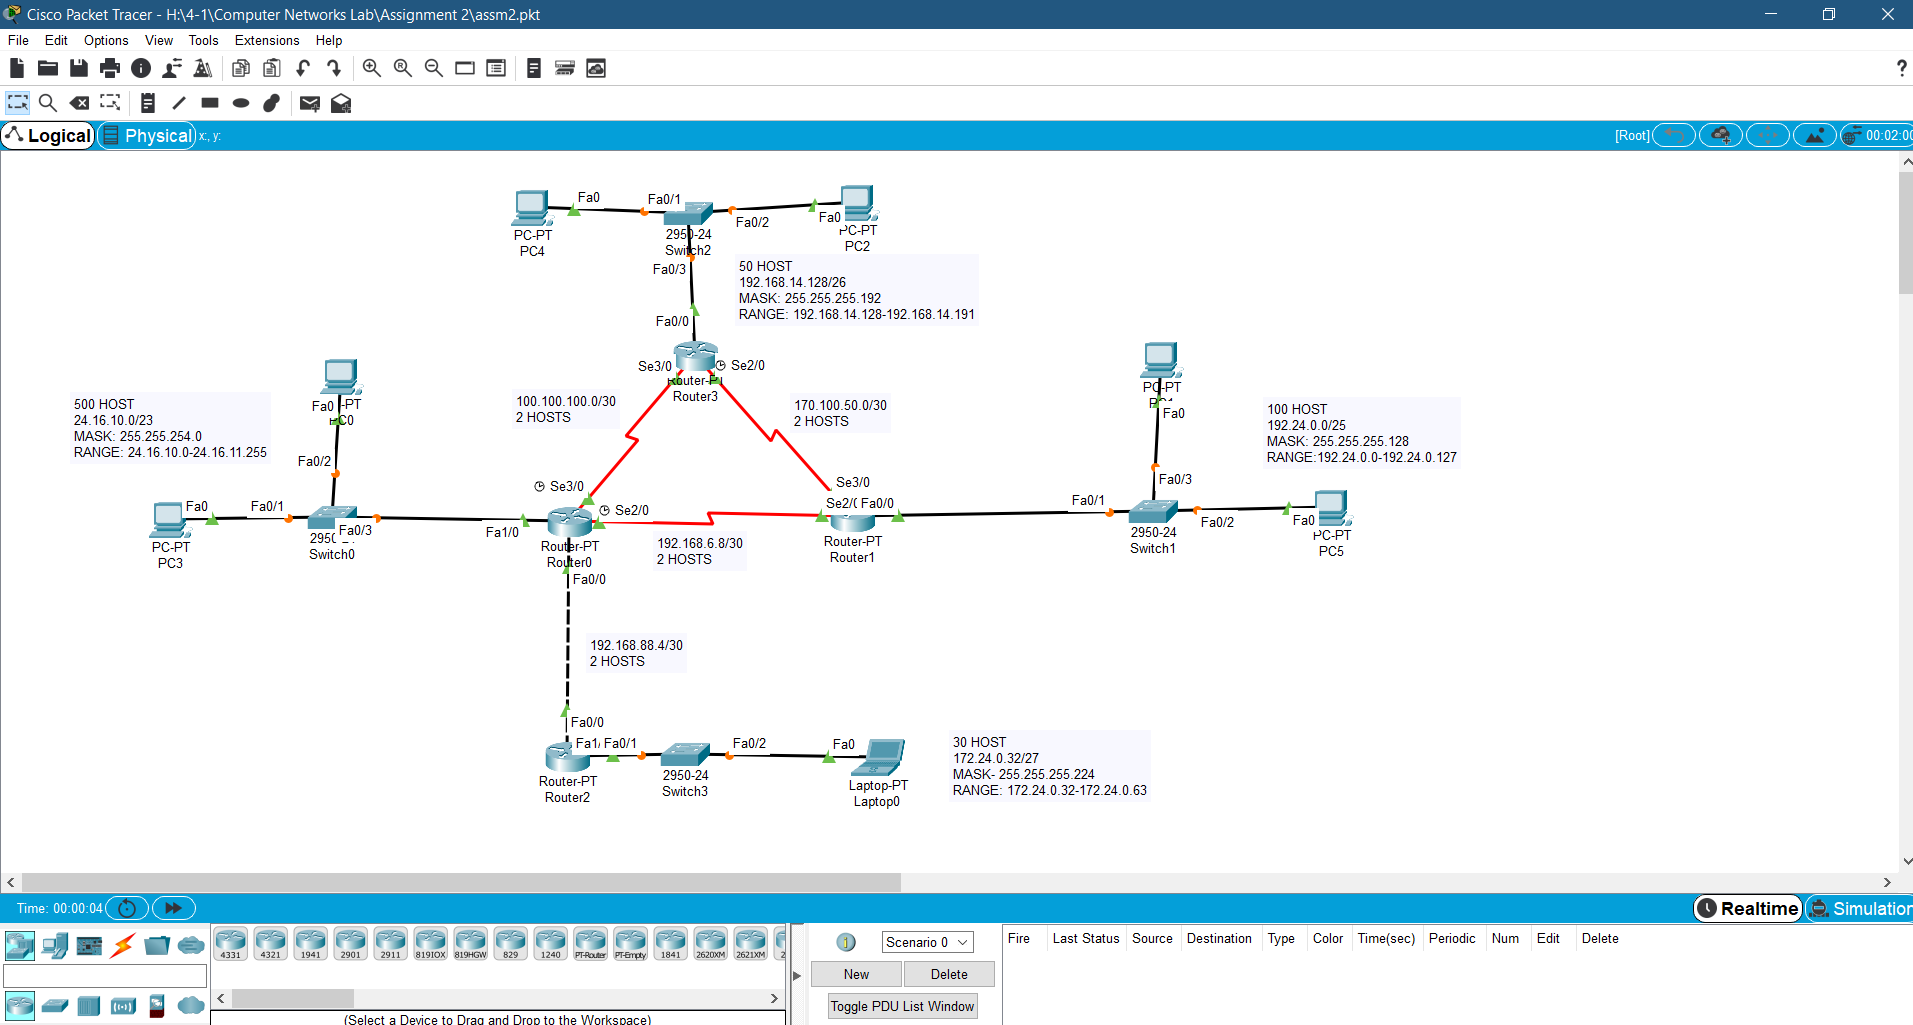 Cisco Packet Tracer - H:\4-1\Computer Networks Lab\Assignment 2\assm2.pkt
File Edit Options View Tools Extensions Help
?
Logical Physical x:, y: [Root] 00:02:00
Fa0 Fa0/1 Fa0/2 Fa0
PC-PT
PC4
2950-24
Switch2
PC-PT
PC2
Fa0/3
50 HOST
192.168.14.128/26
MASK: 255.255.255.192
RANGE: 192.168.14.128-192.168.14.191
Fa0/0
Se3/0 Se2/0
Router-PT
Router3
100.100.100.0/30
2 HOSTS
170.100.50.0/30
2 HOSTS
500 HOST
24.16.10.0/23
MASK: 255.255.254.0
RANGE: 24.16.10.0-24.16.11.255
Fa0 -PT
PC0
Fa0/2
Fa0 Fa0/1 Fa0/3 Fa1/0
PC-PT
PC3
Switch0
Se3/0
Se2/0
Router-PT
Router0
Fa0/0
192.168.6.8/30
2 HOSTS
Se3/0
Se2/0 Fa0/0
Router-PT
Router1
PC-PT
PC1
Fa0
100 HOST
192.24.0.0/25
MASK: 255.255.255.128
RANGE:192.24.0.0-192.24.0.127
Fa0/3
Fa0/1 Fa0/2 Fa0
2950-24
Switch1
PC-PT
PC5
192.168.88.4/30
2 HOSTS
Fa0/0
Fa1/ Fa0/1 Fa0/2 Fa0
Router-PT
Router2
2950-24
Switch3
Laptop-PT
Laptop0
30 HOST
172.24.0.32/27
MASK- 255.255.255.224
RANGE: 172.24.0.32-172.24.0.63
Time: 00:00:04 Realtime Simulation
4331 4321 1941 2901 2911 819IOX 819HGW 829 1240 PT-Router PT-Empty 1841 2620XM 2621XM 2
(Select a Device to Drag and Drop to the Workspace)
Scenario 0
New Delete
Toggle PDU List Window
Fire Last Status Source Destination Type Color Time(sec) Periodic Num Edit Delete